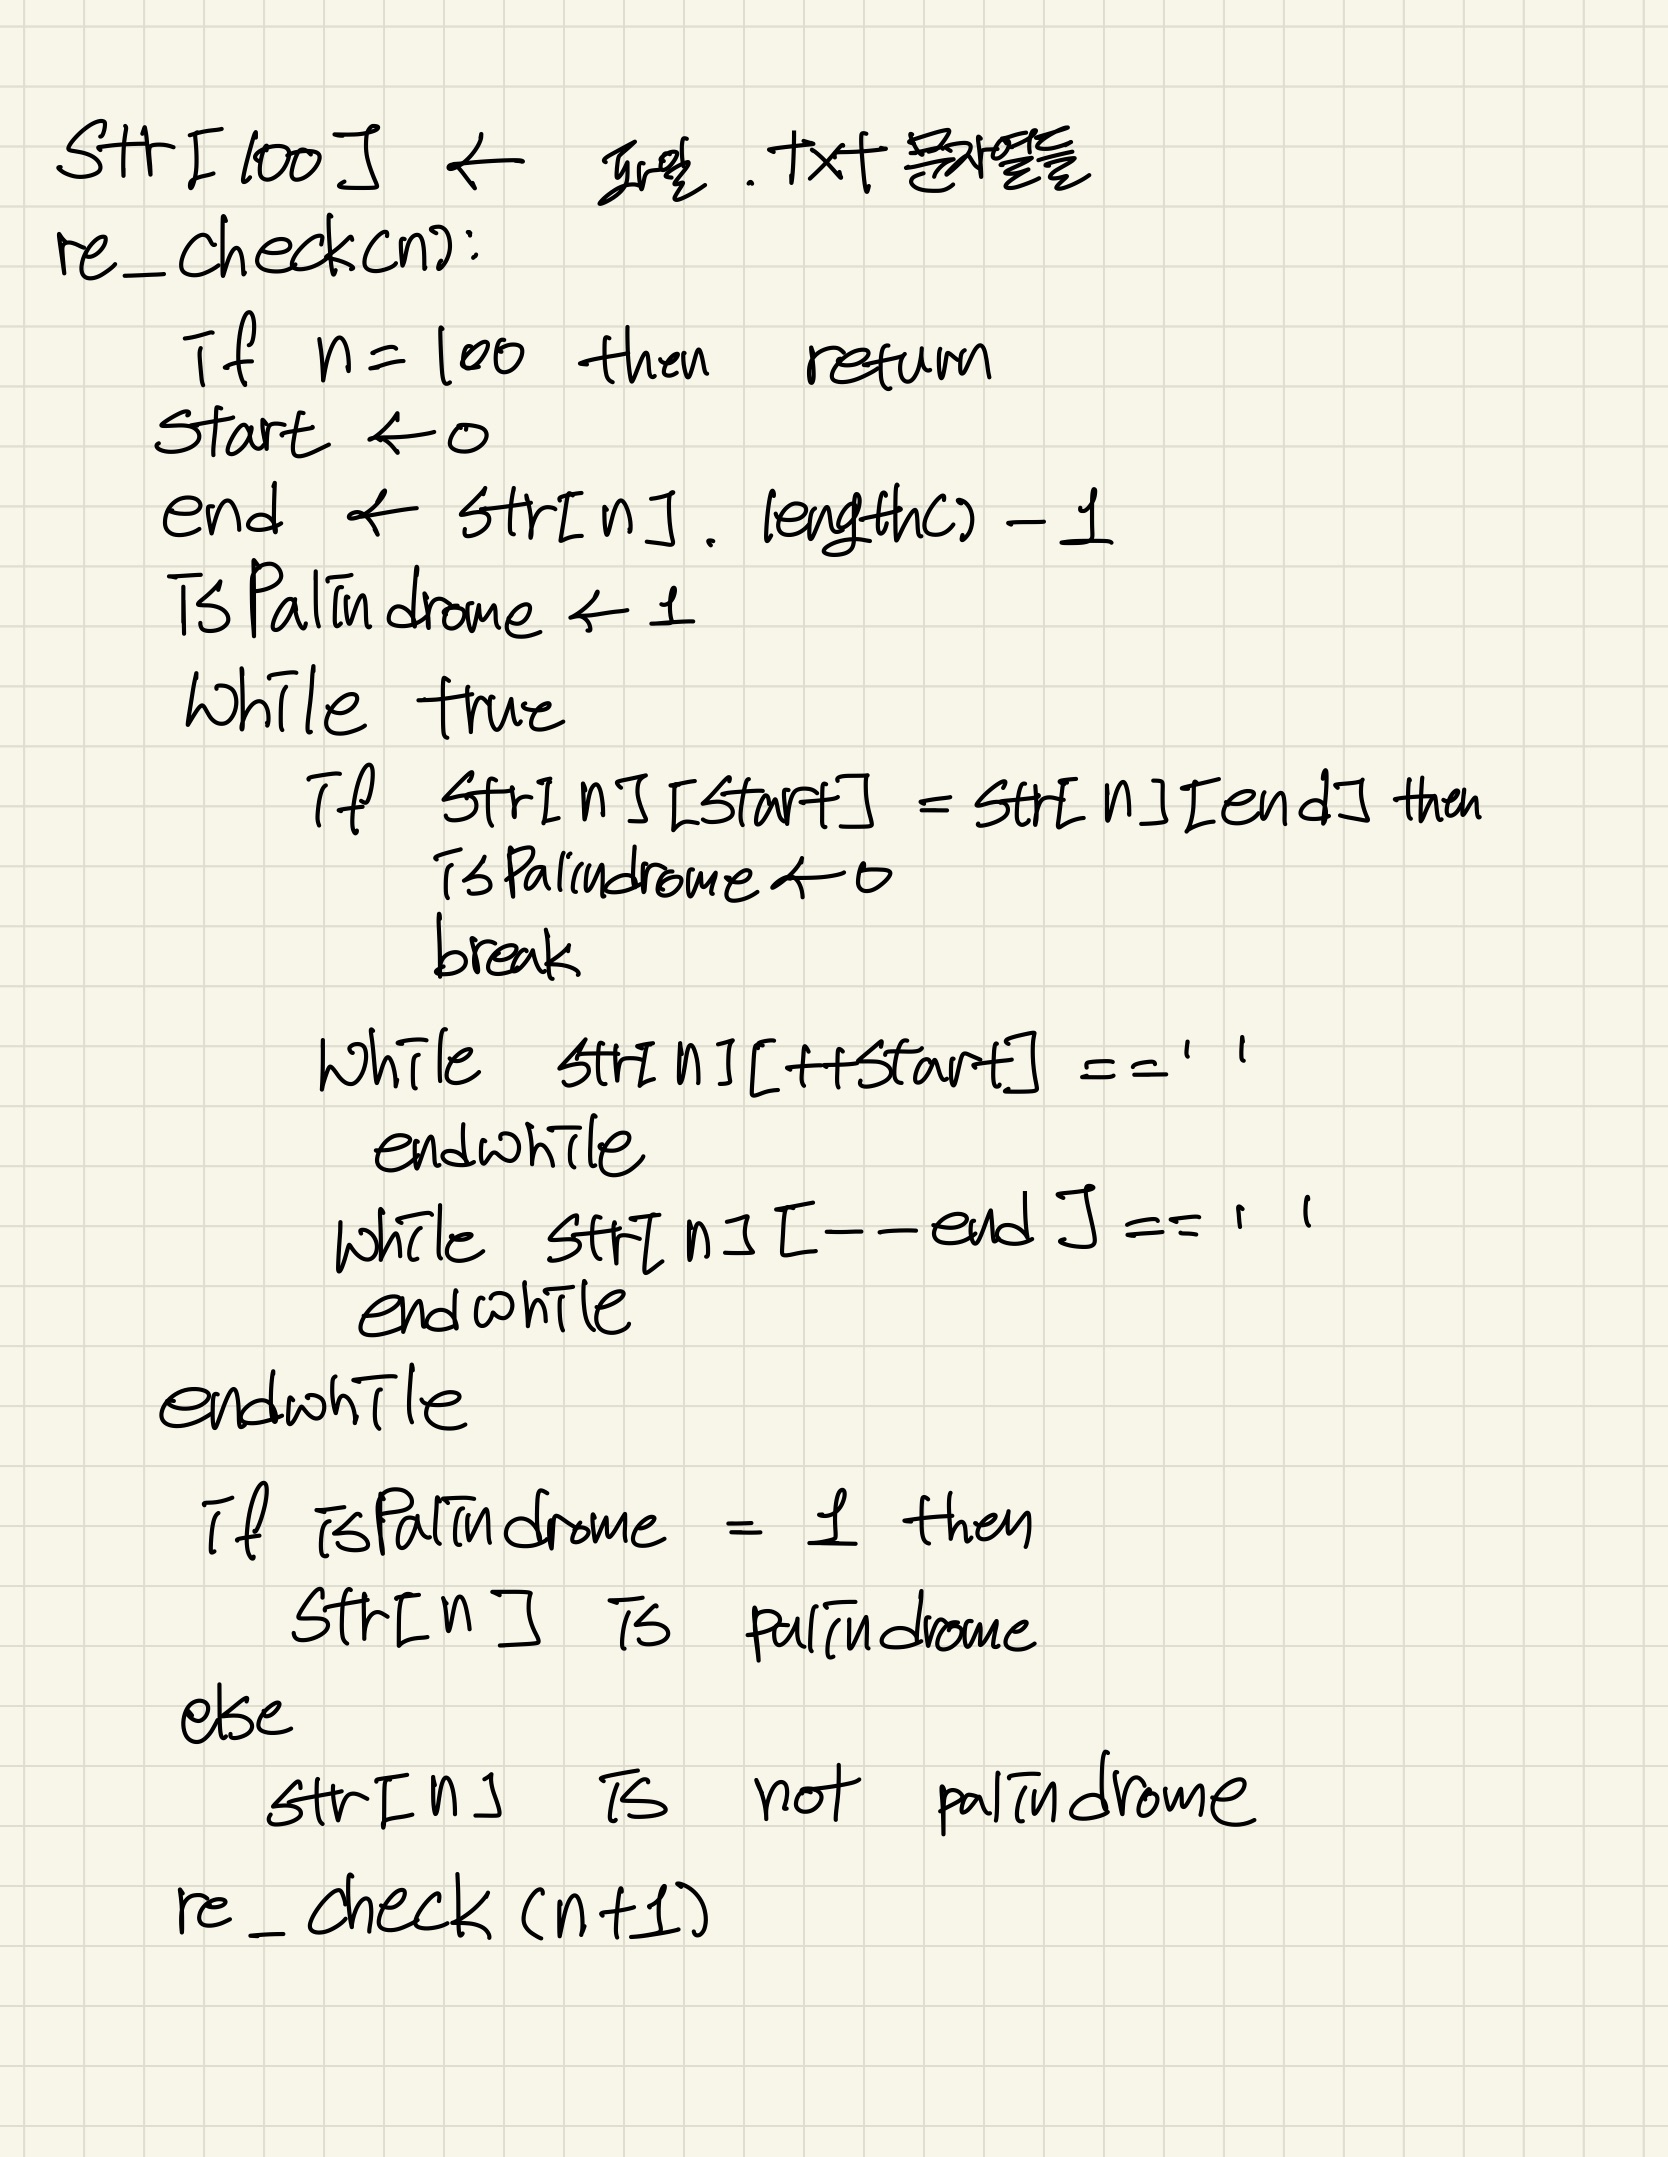 Str[100] ← 파일 .txt 문자열들
re_check(n):
if n=100 then return
start ← 0
end ← str[n]. length() - 1
isPalindrome ← 1
while true
if str[n][start] = str[n][end] then
isPalindrome ← 0
break
while str[n][++start] == ' '
endwhile
while str[n][--end] == ' '
endwhile
endwhile
if isPalindrome = 1 then
str[n] is palindrome
else
str[n] is not palindrome
re_check(n+1)